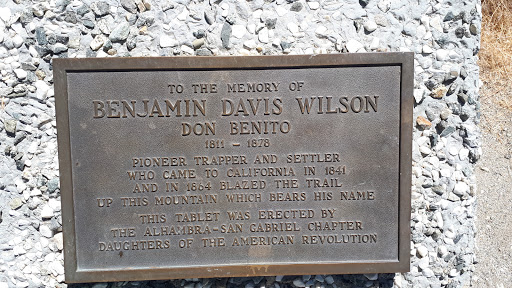 TO THE MEMORY OF
BENJAMIN DAVIS WILSON
DON BENITO
1811 – 1878
PIONEER TRAPPER AND SETTLER
WHO CAME TO CALIFORNIA IN 1841
AND IN 1864 BLAZED THE TRAIL
UP THIS MOUNTAIN WHICH BEARS HIS NAME
THIS TABLET WAS ERECTED BY
THE ALHAMBRA–SAN GABRIEL CHAPTER
DAUGHTERS OF THE AMERICAN REVOLUTION